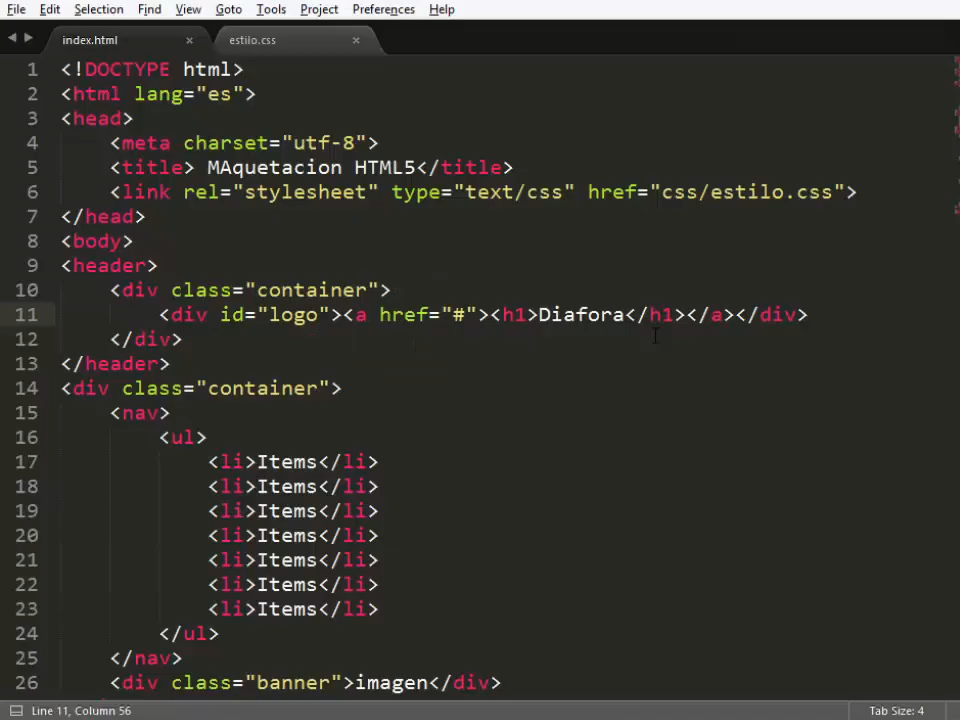 File Edit Selection Find View Goto Tools Project Preferences Help
index.html × estilo.css ×
1 <!DOCTYPE html>
2 <html lang="es">
3 <head>
4 <meta charset="utf-8">
5 <title> MAquetacion HTML5</title>
6 <link rel="stylesheet" type="text/css" href="css/estilo.css">
7 </head>
8 <body>
9 <header>
10 <div class="container">
11 <div id="logo"><a href="#"><h1>Diafora</h1></a></div>
12 </div>
13 </header>
14 <div class="container">
15 <nav>
16 <ul>
17 <li>Items</li>
18 <li>Items</li>
19 <li>Items</li>
20 <li>Items</li>
21 <li>Items</li>
22 <li>Items</li>
23 <li>Items</li>
24 </ul>
25 </nav>
26 <div class="banner">imagen</div>
Line 11, Column 56 Tab Size: 4